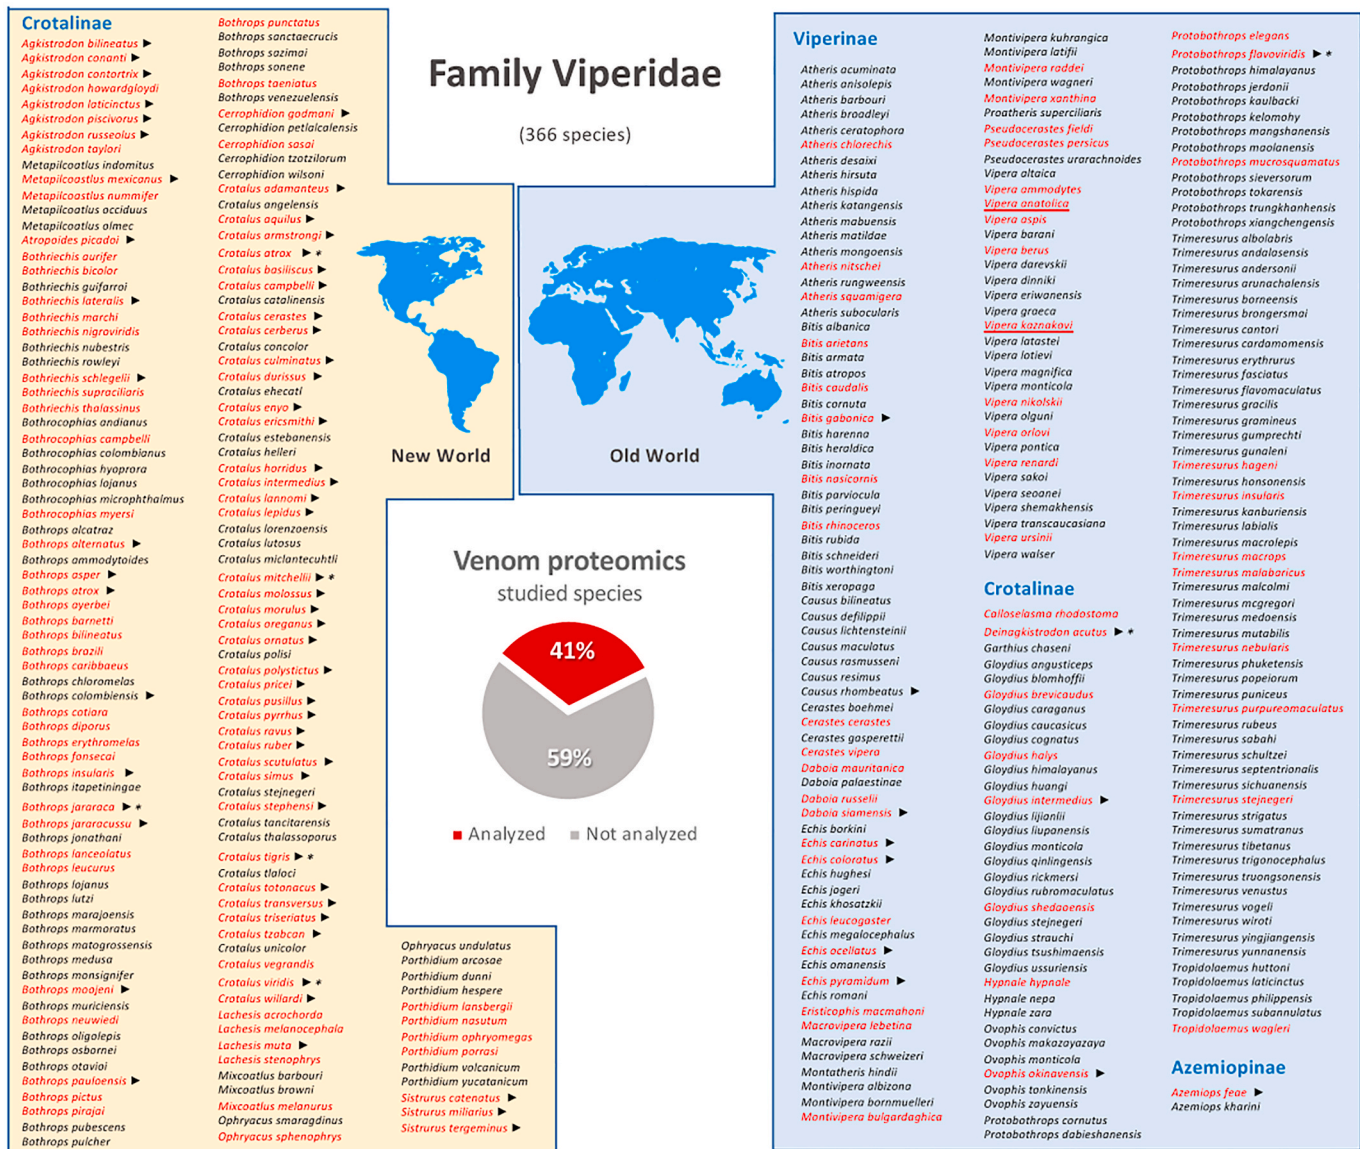 Crotalinae
Agkistrodon bilineatus ►
Agkistrodon conanti ►
Agkistrodon contortrix ►
Agkistrodon howardgloydi
Agkistrodon laticinctus ►
Agkistrodon piscivorus ►
Agkistrodon russeolus ►
Agkistrodon taylori
Metapilcoatlus indomitus
Metapilcoastlus mexicanus ►
Metapilcoatlus nummifer
Metapilcoatlus occiduus
Metapilcoatlus olmec
Atropoides picadoi ►
Bothriechis aurifer
Bothriechis bicolor
Bothriechis guifarroi
Bothriechis lateralis ►
Bothriechis marchi
Bothriechis nigroviridis
Bothriechis nubestris
Bothriechis rowleyi
Bothriechis schlegelii ►
Bothriechis supraciliaris
Bothriechis thalassinus
Bothrocophias andianus
Bothrocophias campbelli
Bothrocophias colombianus
Bothrocophias hyoprora
Bothrocophias lojanus
Bothrocophias microphthalmus
Bothrocophias myersi
Bothrops alcatraz
Bothrops alternatus ►
Bothrops ammodytoides
Bothrops asper ►
Bothrops atrox ►
Bothrops ayerbei
Bothrops barnetti
Bothrops bilineatus
Bothrops brazili
Bothrops caribbaeus
Bothrops chloromelas
Bothrops colombiensis ►
Bothrops cotiara
Bothrops diporus
Bothrops erythromelas
Bothrops fonsecai
Bothrops insularis ►
Bothrops itapetiningae
Bothrops jararaca ► *
Bothrops jararacussu ►
Bothrops jonathani
Bothrops lanceolatus
Bothrops leucurus
Bothrops lojanus
Bothrops lutzi
Bothrops marajoensis
Bothrops marmoratus
Bothrops matogrossensis
Bothrops medusa
Bothrops monsignifer
Bothrops moojeni ►
Bothrops muriciensis
Bothrops neuwiedi
Bothrops oligolepis
Bothrops osbornei
Bothrops otavioi
Bothrops pauloensis ►
Bothrops pictus
Bothrops pirajai
Bothrops pubescens
Bothrops pulcher
Bothrops punctatus
Bothrops sanctaecrucis
Bothrops sazimai
Bothrops sonene
Bothrops taeniatus
Bothrops venezuelensis
Cerrophidion godmani ►
Cerrophidion petlalcalensis
Cerrophidion sasai
Cerrophidion tzotzilorum
Cerrophidion wilsoni
Crotalus adamanteus ►
Crotalus angelensis
Crotalus aquilus ►
Crotalus armstrongi ►
Crotalus atrox ► *
Crotalus basiliscus ►
Crotalus campbelli ►
Crotalus catalinensis
Crotalus cerastes ►
Crotalus cerberus ►
Crotalus concolor
Crotalus culminatus ►
Crotalus durissus ►
Crotalus ehecatl
Crotalus enyo ►
Crotalus ericsmithi ►
Crotalus estebanensis
Crotalus helleri
Crotalus horridus ►
Crotalus intermedius ►
Crotalus lannomi ►
Crotalus lepidus ►
Crotalus lorenzoensis
Crotalus lutosus
Crotalus miclantecuhtli
Crotalus mitchellii ► *
Crotalus molossus ►
Crotalus morulus ►
Crotalus oreganus ►
Crotalus ornatus ►
Crotalus polisi
Crotalus polystictus ►
Crotalus pricei ►
Crotalus pusillus ►
Crotalus pyrrhus ►
Crotalus ravus ►
Crotalus ruber ►
Crotalus scutulatus ►
Crotalus simus ►
Crotalus stejnegeri
Crotalus stephensi ►
Crotalus tancitarensis
Crotalus thalassoporus
Crotalus tigris ► *
Crotalus tlaloci
Crotalus totonacus ►
Crotalus transversus ►
Crotalus triseriatus ►
Crotalus tzabcan ►
Crotalus unicolor
Crotalus vegrandis
Crotalus viridis ► *
Crotalus willardi ►
Lachesis acrochorda
Lachesis melanocephala
Lachesis muta ►
Lachesis stenophrys
Mixcoatlus barbouri
Mixcoatlus browni
Mixcoatlus melanurus
Ophryacus smaragdinus
Ophryacus sphenophrys
Ophryacus undulatus
Porthidium arcosae
Porthidium dunni
Porthidium hespere
Porthidium lansbergii
Porthidium nasutum
Porthidium ophryomegas
Porthidium porrasi
Porthidium volcanicum
Porthidium yucatanicum
Sistrurus catenatus ►
Sistrurus miliarius ►
Sistrurus tergeminus ►
Family Viperidae
(366 species)
New World
Old World
Venom proteomics
studied species
41%
59%
Analyzed
Not analyzed
Viperinae
Atheris acuminata
Atheris anisolepis
Atheris barbouri
Atheris broadleyi
Atheris ceratophora
Atheris chlorechis
Atheris desaixi
Atheris hirsuta
Atheris hispida
Atheris katangensis
Atheris mabuensis
Atheris matildae
Atheris mongoensis
Atheris nitschei
Atheris rungweensis
Atheris squamigera
Atheris subocularis
Bitis albanica
Bitis arietans
Bitis armata
Bitis atropos
Bitis caudalis
Bitis cornuta
Bitis gabonica ►
Bitis harenna
Bitis heraldica
Bitis inornata
Bitis nasicornis
Bitis parviocula
Bitis peringueyi
Bitis rhinoceros
Bitis rubida
Bitis schneideri
Bitis worthingtoni
Bitis xeropaga
Causus bilineatus
Causus defilippii
Causus lichtensteinii
Causus maculatus
Causus rasmusseni
Causus resimus
Causus rhombeatus ►
Cerastes boehmei
Cerastes cerastes
Cerastes gasperettii
Cerastes vipera
Daboia mauritanica
Daboia palaestinae
Daboia russelii
Daboia siamensis ►
Echis borkini
Echis carinatus ►
Echis coloratus ►
Echis hughesi
Echis jogeri
Echis khosatzkii
Echis leucogaster
Echis megalocephalus
Echis ocellatus ►
Echis omanensis
Echis pyramidum ►
Echis romani
Eristicophis macmahoni
Macrovipera lebetina
Macrovipera razii
Macrovipera schweizeri
Montatheris hindii
Montivipera albizona
Montivipera bornmuelleri
Montivipera bulgardaghica
Montivipera kuhrangica
Montivipera latifii
Montivipera raddei
Montivipera wagneri
Montivipera xanthina
Proatheris superciliaris
Pseudocerastes fieldi
Pseudocerastes persicus
Pseudocerastes urarachnoides
Vipera altaica
Vipera ammodytes
Vipera anatolica
Vipera aspis
Vipera barani
Vipera berus
Vipera darevskii
Vipera dinniki
Vipera eriwanensis
Vipera graeca
Vipera kaznakovi
Vipera latastei
Vipera lotievi
Vipera magnifica
Vipera monticola
Vipera nikolskii
Vipera olguni
Vipera orlovi
Vipera pontica
Vipera renardi
Vipera sakoi
Vipera seoanei
Vipera shemakhensis
Vipera transcaucasiana
Vipera ursinii
Vipera walser
Crotalinae
Calloselasma rhodostoma
Deinagkistrodon acutus ► *
Garthius chaseni
Gloydius angusticeps
Gloydius blomhoffii
Gloydius brevicaudus
Gloydius caraganus
Gloydius caucasicus
Gloydius cognatus
Gloydius halys
Gloydius himalayanus
Gloydius huangi
Gloydius intermedius ►
Gloydius lijianlii
Gloydius liupanensis
Gloydius monticola
Gloydius qinlingensis
Gloydius rickmersi
Gloydius rubromaculatus
Gloydius shedaoensis
Gloydius stejnegeri
Gloydius strauchi
Gloydius tsushimaensis
Gloydius ussuriensis
Hypnale hypnale
Hypnale nepa
Hypnale zara
Ovophis convictus
Ovophis makazayazaya
Ovophis monticola
Ovophis okinavensis ►
Ovophis tonkinensis
Ovophis zayuensis
Protobothrops cornutus
Protobothrops dabieshanensis
Protobothrops elegans
Protobothrops flavoviridis ► *
Protobothrops himalayanus
Protobothrops jerdonii
Protobothrops kaulbacki
Protobothrops kelomohy
Protobothrops mangshanensis
Protobothrops maolanensis
Protobothrops mucrosquamatus
Protobothrops sieversorum
Protobothrops tokarensis
Protobothrops trungkhanhensis
Protobothrops xiangchengensis
Trimeresurus albolabris
Trimeresurus andalasensis
Trimeresurus andersonii
Trimeresurus arunachalensis
Trimeresurus borneensis
Trimeresurus brongersmai
Trimeresurus cantori
Trimeresurus cardamomensis
Trimeresurus erythrurus
Trimeresurus fasciatus
Trimeresurus flavomaculatus
Trimeresurus gracilis
Trimeresurus gramineus
Trimeresurus gumprechti
Trimeresurus gunaleni
Trimeresurus hageni
Trimeresurus honsonensis
Trimeresurus insularis
Trimeresurus kanburiensis
Trimeresurus labialis
Trimeresurus macrolepis
Trimeresurus macrops
Trimeresurus malabaricus
Trimeresurus malcolmi
Trimeresurus mcgregori
Trimeresurus medoensis
Trimeresurus mutabilis
Trimeresurus nebularis
Trimeresurus phuketensis
Trimeresurus popeiorum
Trimeresurus puniceus
Trimeresurus purpureomaculatus
Trimeresurus rubeus
Trimeresurus sabahi
Trimeresurus schultzei
Trimeresurus septentrionalis
Trimeresurus sichuanensis
Trimeresurus stejnegeri
Trimeresurus strigatus
Trimeresurus sumatranus
Trimeresurus tibetanus
Trimeresurus trigonocephalus
Trimeresurus truongsonensis
Trimeresurus venustus
Trimeresurus vogeli
Trimeresurus wiroti
Trimeresurus yingjiangensis
Trimeresurus yunnanensis
Tropidolaemus huttoni
Tropidolaemus laticinctus
Tropidolaemus philippensis
Tropidolaemus subannulatus
Tropidolaemus wagleri
Azemiopinae
Azemiops feae ►
Azemiops kharini